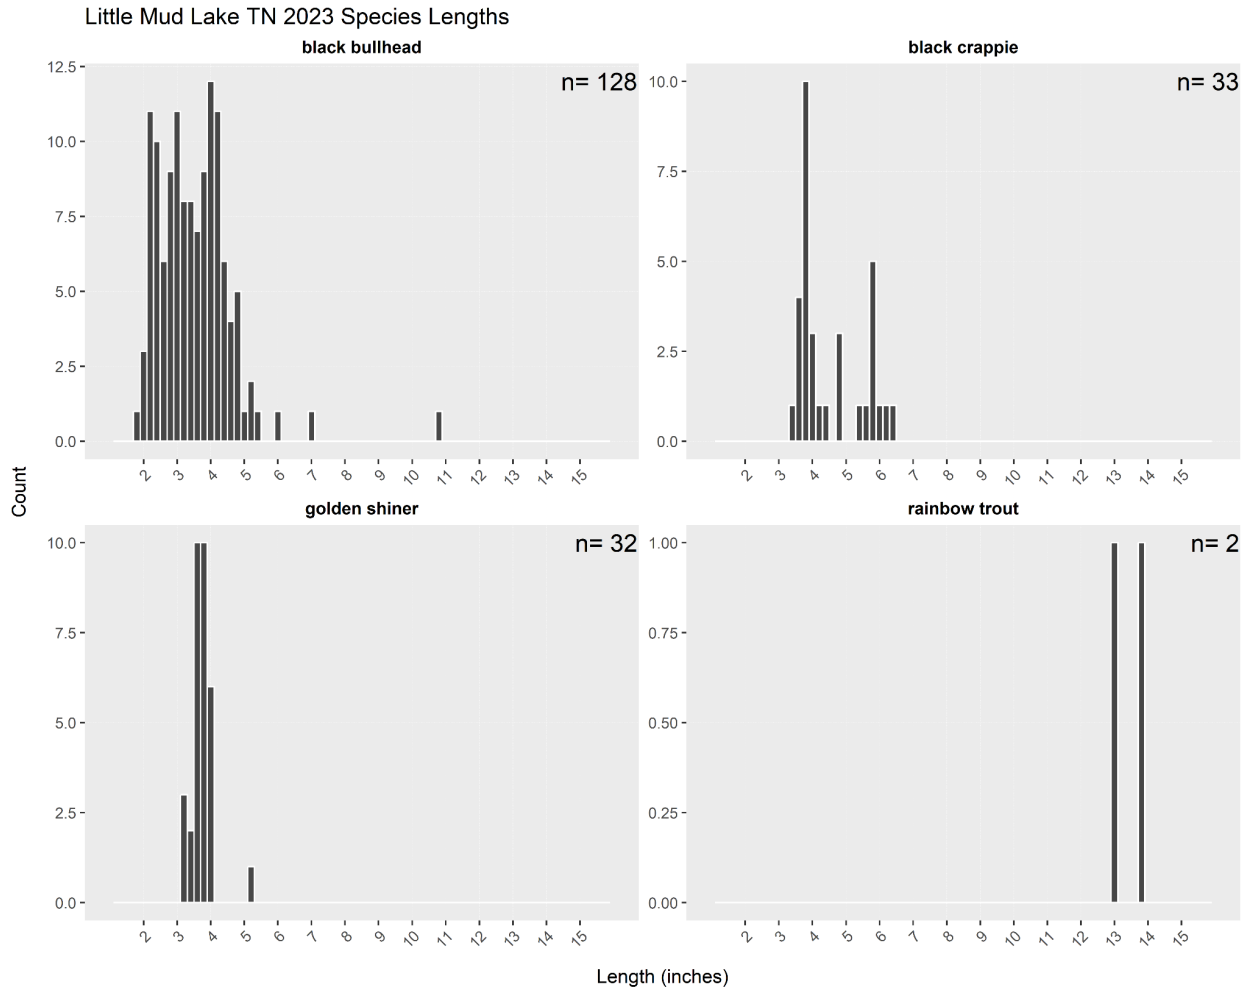 Little Mud Lake TN 2023 Species Lengths
black bullhead
12.5
10.0
7.5
5.0
2.5
0.0
n= 128
2 3 4 5 6 7 8 9 10 11 12 13 14 15
black crappie
10.0
7.5
5.0
2.5
0.0
n= 33
2 3 4 5 6 7 8 9 10 11 12 13 14 15
Count
golden shiner
10.0
7.5
5.0
2.5
0.0
n= 32
2 3 4 5 6 7 8 9 10 11 12 13 14 15
rainbow trout
1.00
0.75
0.50
0.25
0.00
n= 2
2 3 4 5 6 7 8 9 10 11 12 13 14 15
Length (inches)